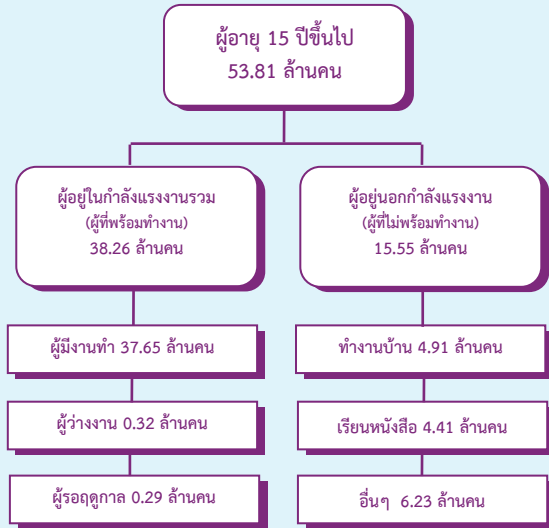 ผู้อายุ 15 ปีขึ้นไป
53.81 ล้านคน
ผู้อยู่ในกำลังแรงงานรวม
(ผู้ที่พร้อมทำงาน)
38.26 ล้านคน
ผู้อยู่นอกกำลังแรงงาน
(ผู้ที่ไม่พร้อมทำงาน)
15.55 ล้านคน
ผู้มีงานทำ 37.65 ล้านคน
ผู้ว่างงาน 0.32 ล้านคน
ผู้รอฤดูกาล 0.29 ล้านคน
ทำงานบ้าน 4.91 ล้านคน
เรียนหนังสือ 4.41 ล้านคน
อื่นๆ 6.23 ล้านคน